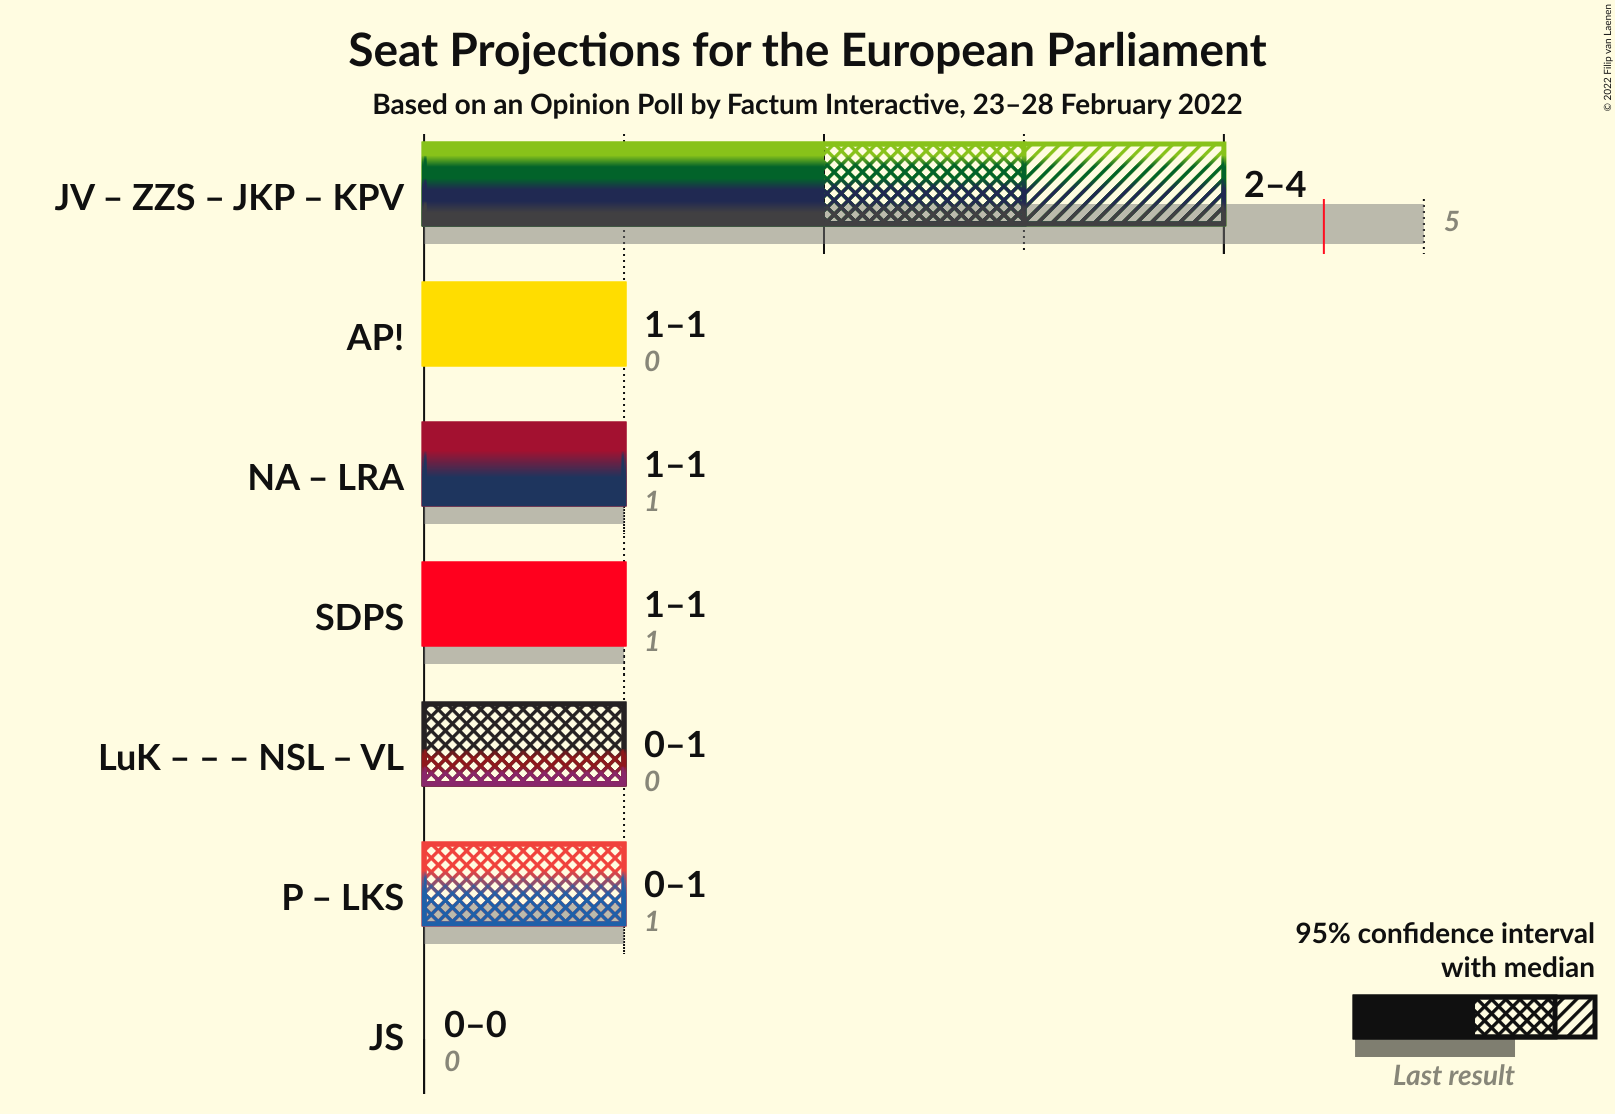 Seat Projections for the European Parliament
Based on an Opinion Poll by Factum Interactive, 23–28 February 2022
© 2022 Filip van Laenen
JV – ZZS – JKP – KPV
2–4
5
AP!
1–1
0
NA – LRA
1–1
1
SDPS
1–1
1
LuK – – – NSL – VL
0–1
0
P – LKS
0–1
1
JS
0–0
0
95% confidence interval
with median
Last result